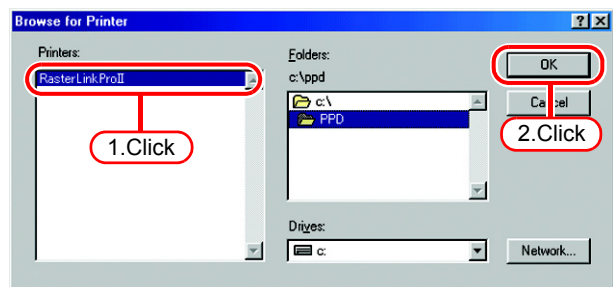 Browse for Printer
Printers:
RasterLinkProII
1.Click
Folders:
c:\ppd
c:\
PPD
Drives:
c:
OK
Cancel
2.Click
Network...